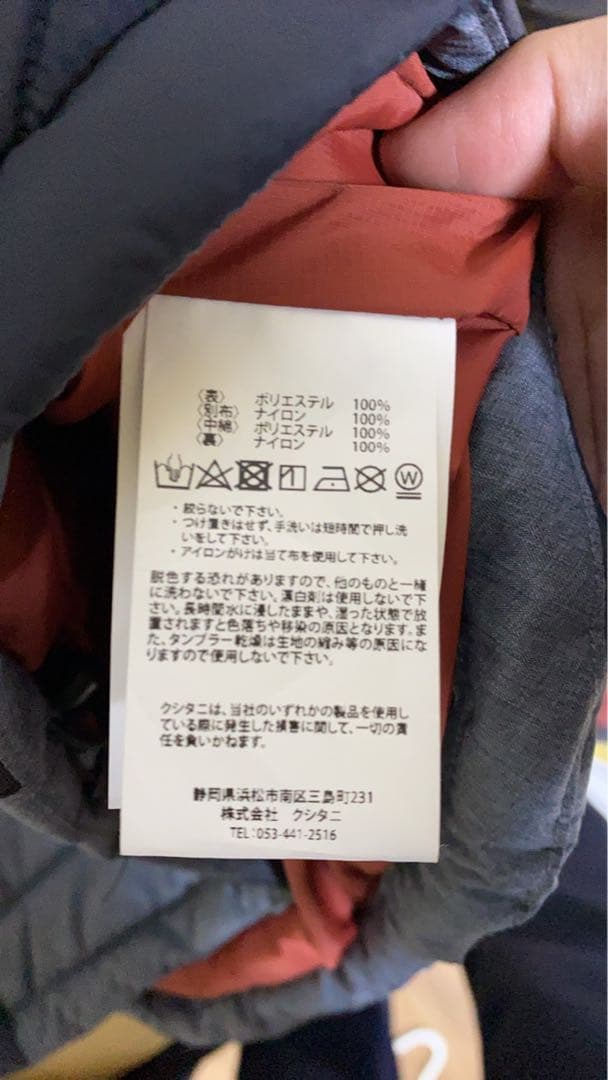 〈表〉 ポリエステル 100%
〈別布〉 ナイロン 100%
〈中綿〉 ポリエステル 100%
〈裏〉 ナイロン 100%
W
・絞らないで下さい。
・つけ置きはせず、手洗いは短時間で押し洗
いをして下さい。
・アイロンがけは当て布を使用して下さい。
脱色する恐れがありますので、他のものと一緒
に洗わないで下さい。漂白剤は使用しないで下
さい。長時間水に浸したままや、湿った状態で放
置されますと色落ちや移染の原因となります。ま
た、タンブラー乾燥は生地の縮み等の原因にな
りますので使用しないで下さい。
クシタニは、当社のいずれかの製品を使用し
ている際に発生した損害に関して、一切の責
任を負いかねます。
静岡県浜松市南区三島町231
株式会社 クシタニ
TEL:053-441-2516